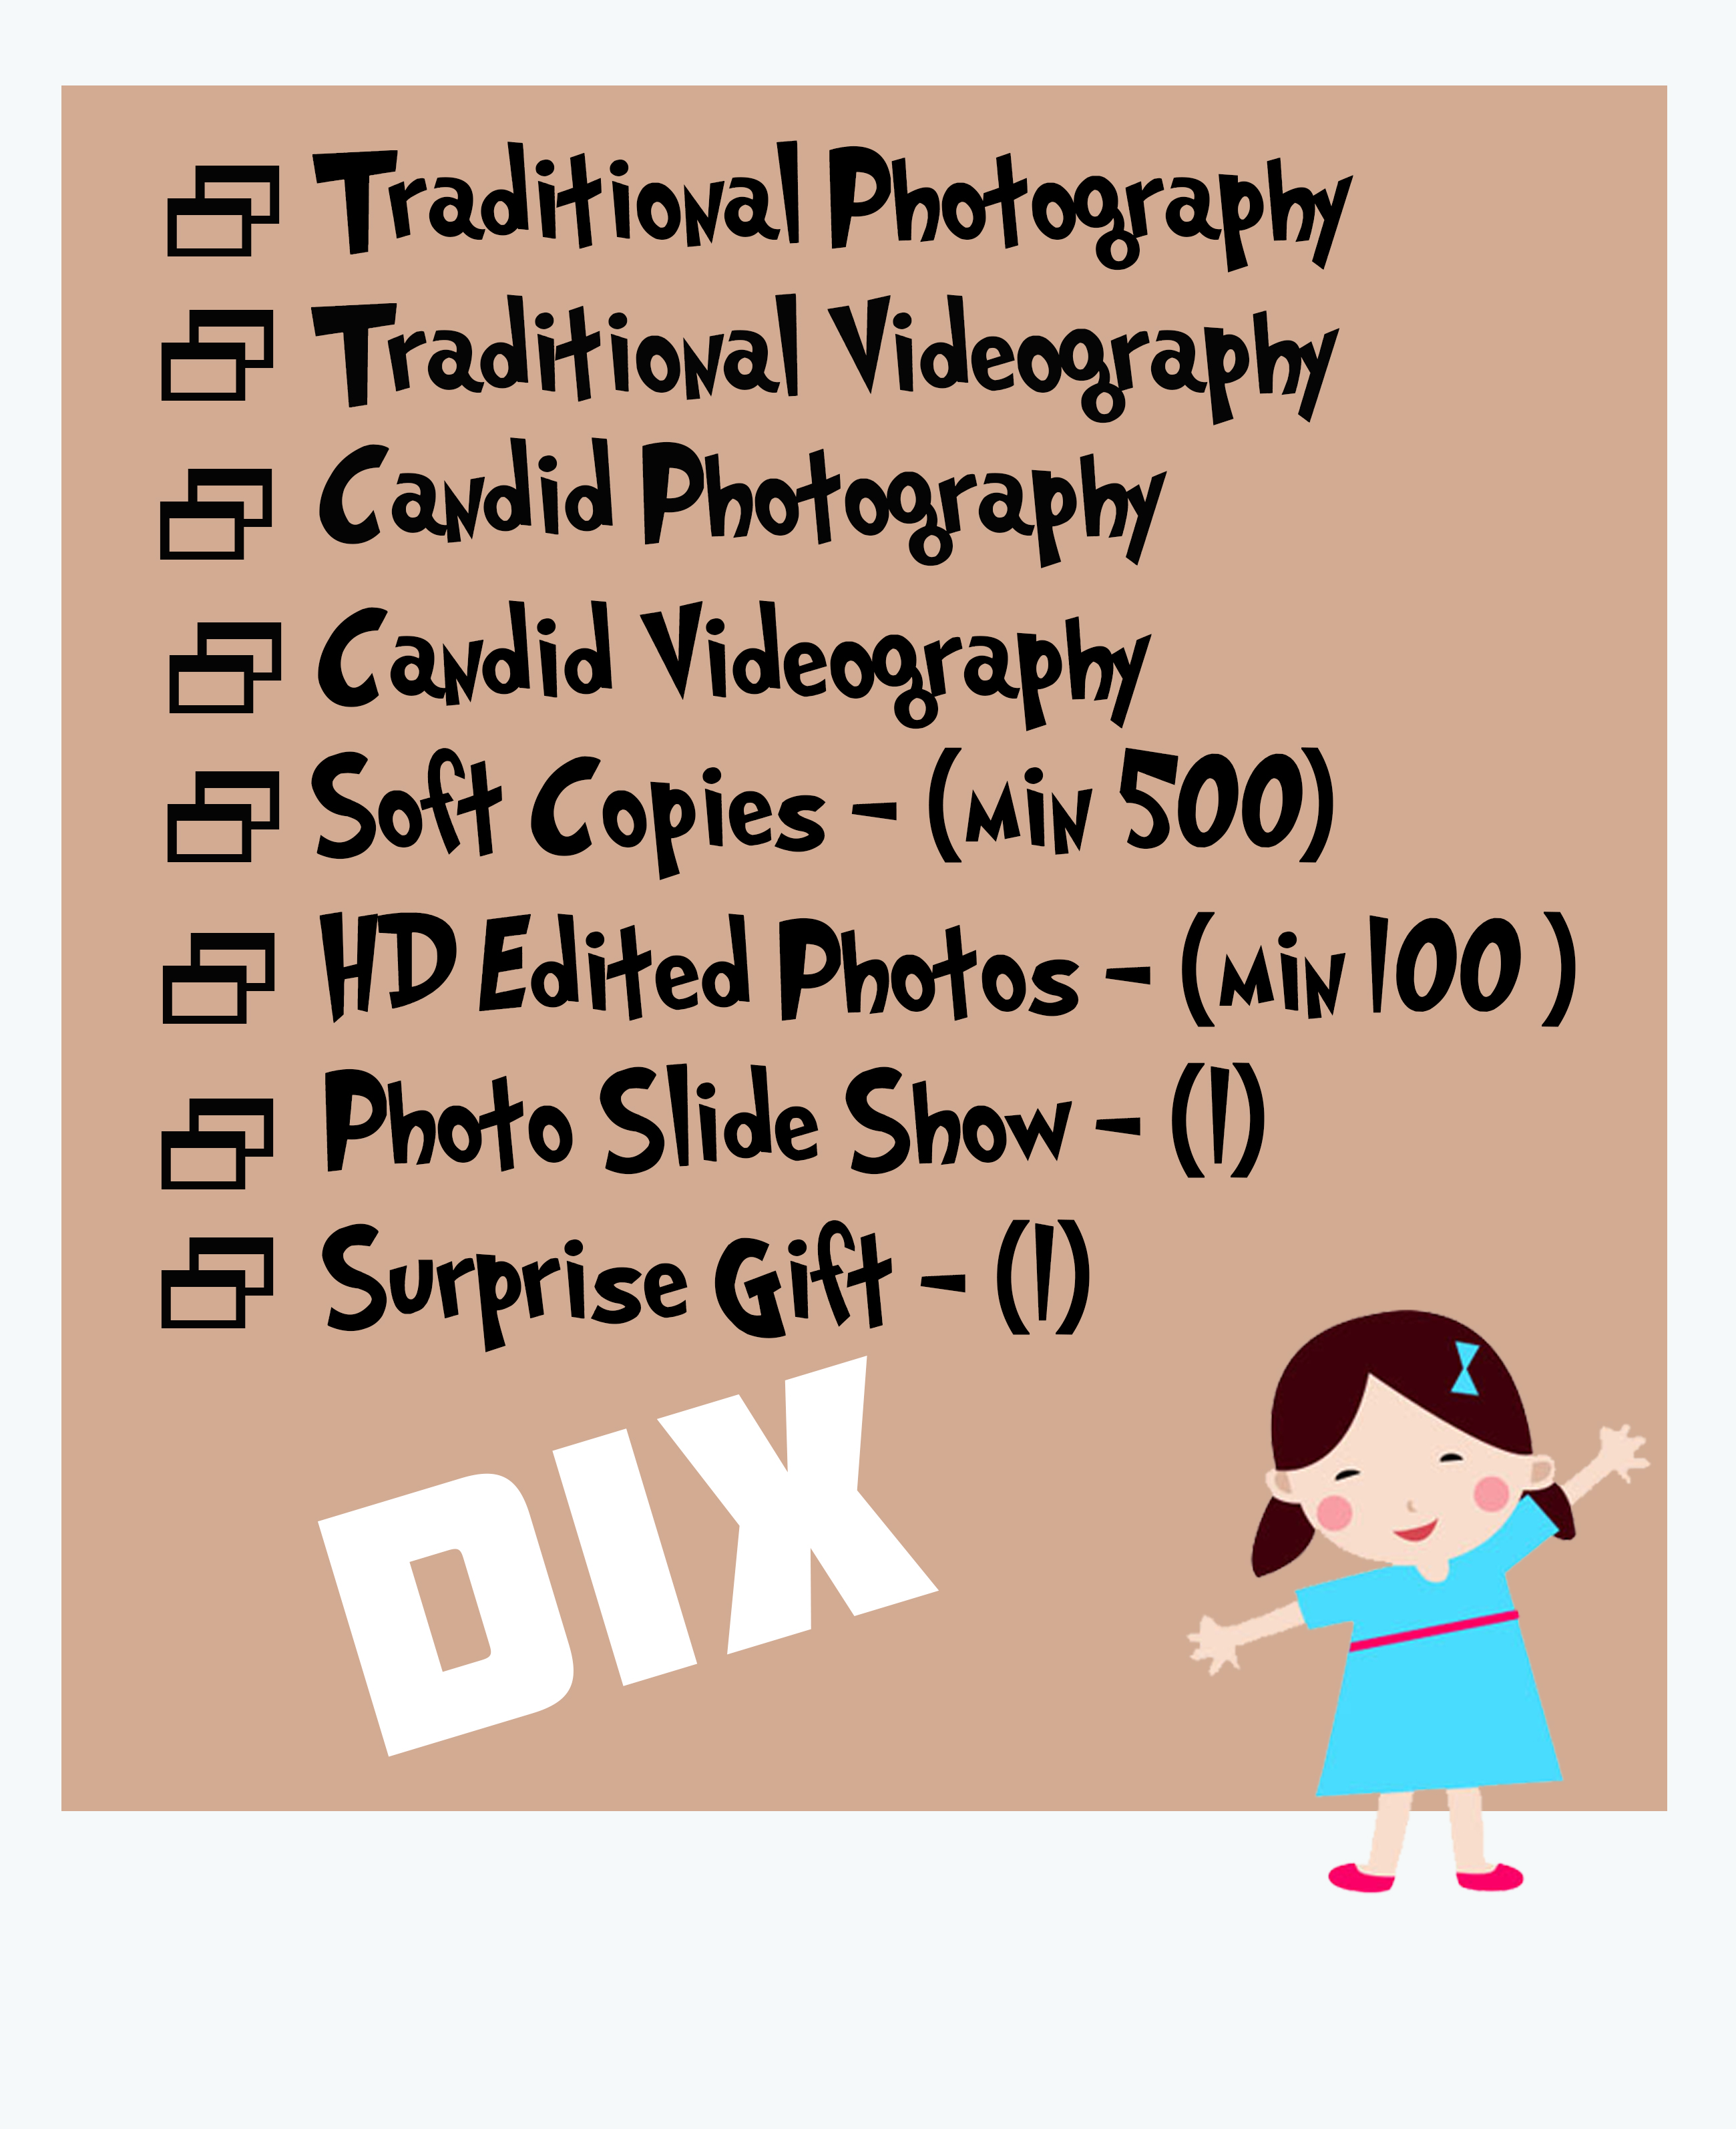 Traditional Photography
Traditional Videography
Candid Photography
Candid Videography
Soft Copies - (min 500)
HD Edited Photos - (min 100 )
Photo Slide Show - (1)
Surprise Gift - (1)
DIX